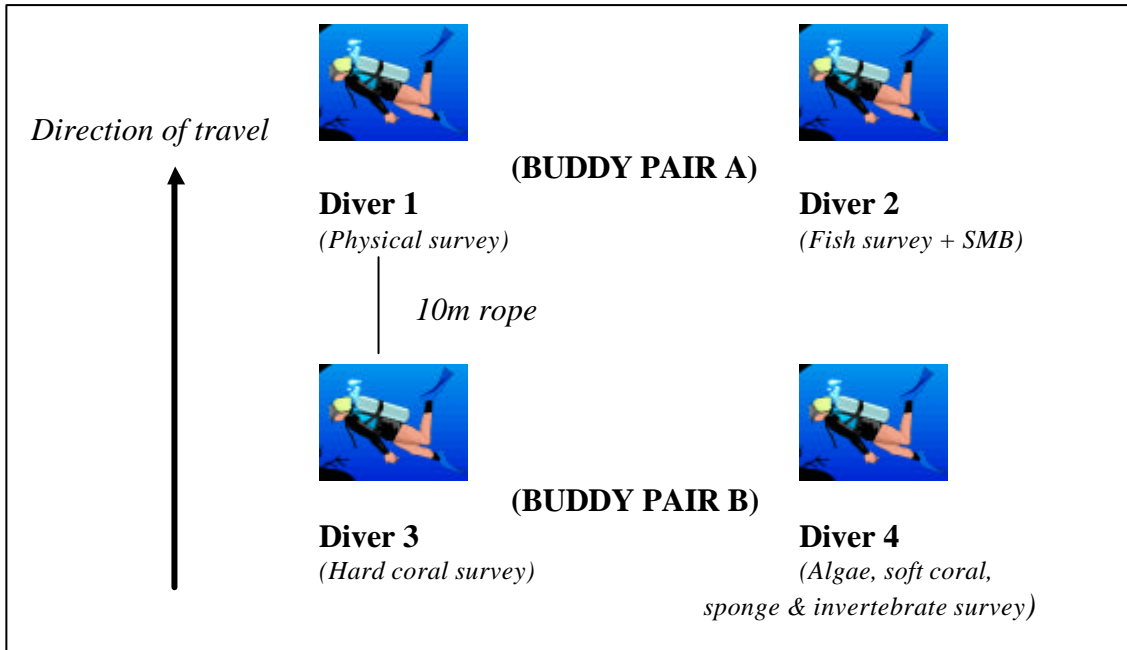 Direction of travel
(BUDDY PAIR A)
Diver 1
(Physical survey)
Diver 2
(Fish survey + SMB)
10m rope
(BUDDY PAIR B)
Diver 3
(Hard coral survey)
Diver 4
(Algae, soft coral,
sponge & invertebrate survey)